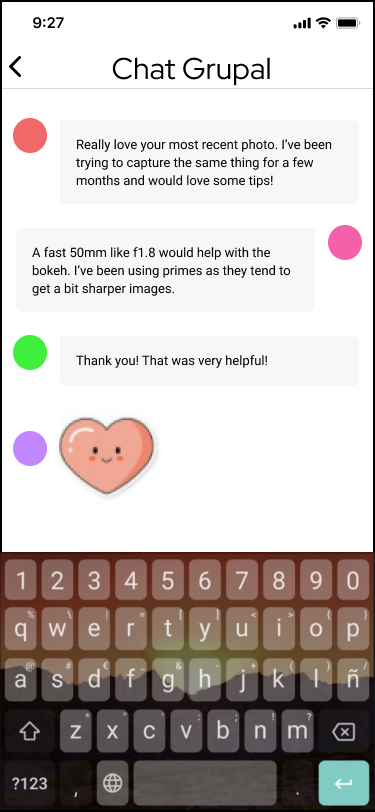 9:27
Chat Grupal
Really love your most recent photo. I've been
trying to capture the same thing for a few
months and would love some tips!
A fast 50mm like f1.8 would help with the
bokeh. I've been using primes as they tend to
get a bit sharper images.
Thank you! That was very helpful!
1 2 3 4 5 6 7 8 9 0
% \ | = [ ] < > { }
q w e r t y u i o p
@ # € _ & - + ( ) /
a s d f g h j k l ñ
* " ' : ; ! ?
z x c v b n m
?123 , .